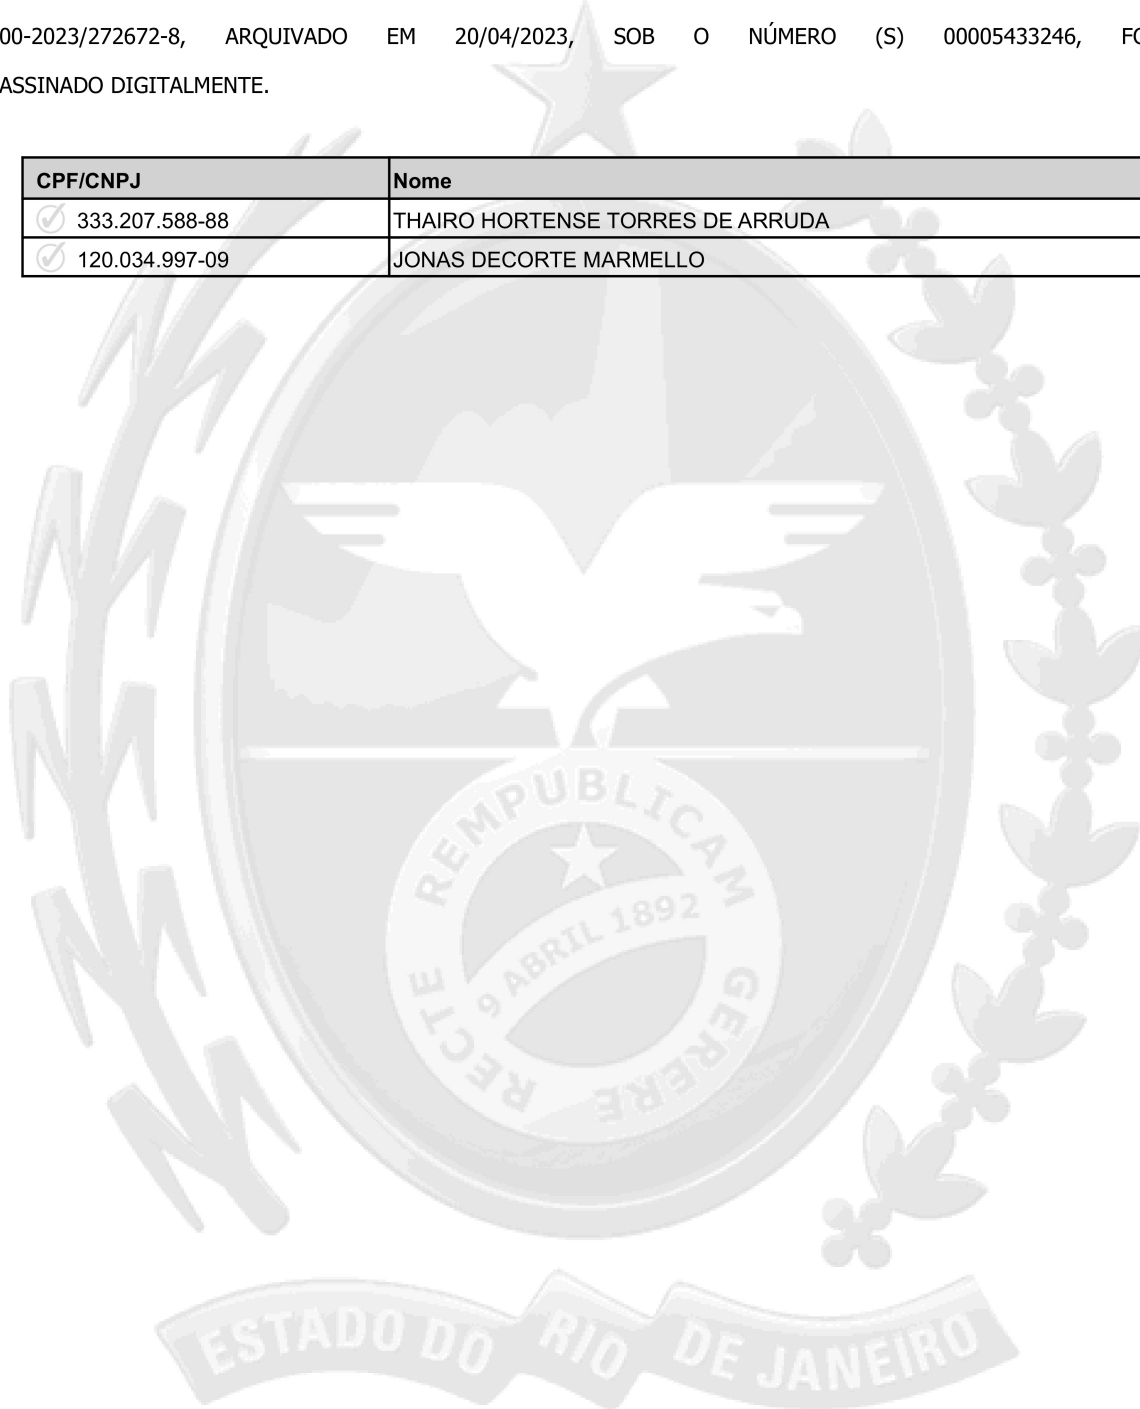 00-2023/272672-8, ARQUIVADO EM 20/04/2023, SOB O NÚMERO (S) 00005433246, FO
ASSINADO DIGITALMENTE.
CPF/CNPJ Nome
333.207.588-88 THAIRO HORTENSE TORRES DE ARRUDA
120.034.997-09 JONAS DECORTE MARMELLO
RECTE REMPUBLICAM GERERE
9 ABRIL 1892
ESTADO DO RIO DE JANEIRO